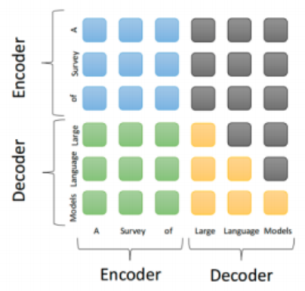 Encoder
A
Survey
of
Decoder
Large
Language
Models
A Survey of Large Language Models
Encoder Decoder